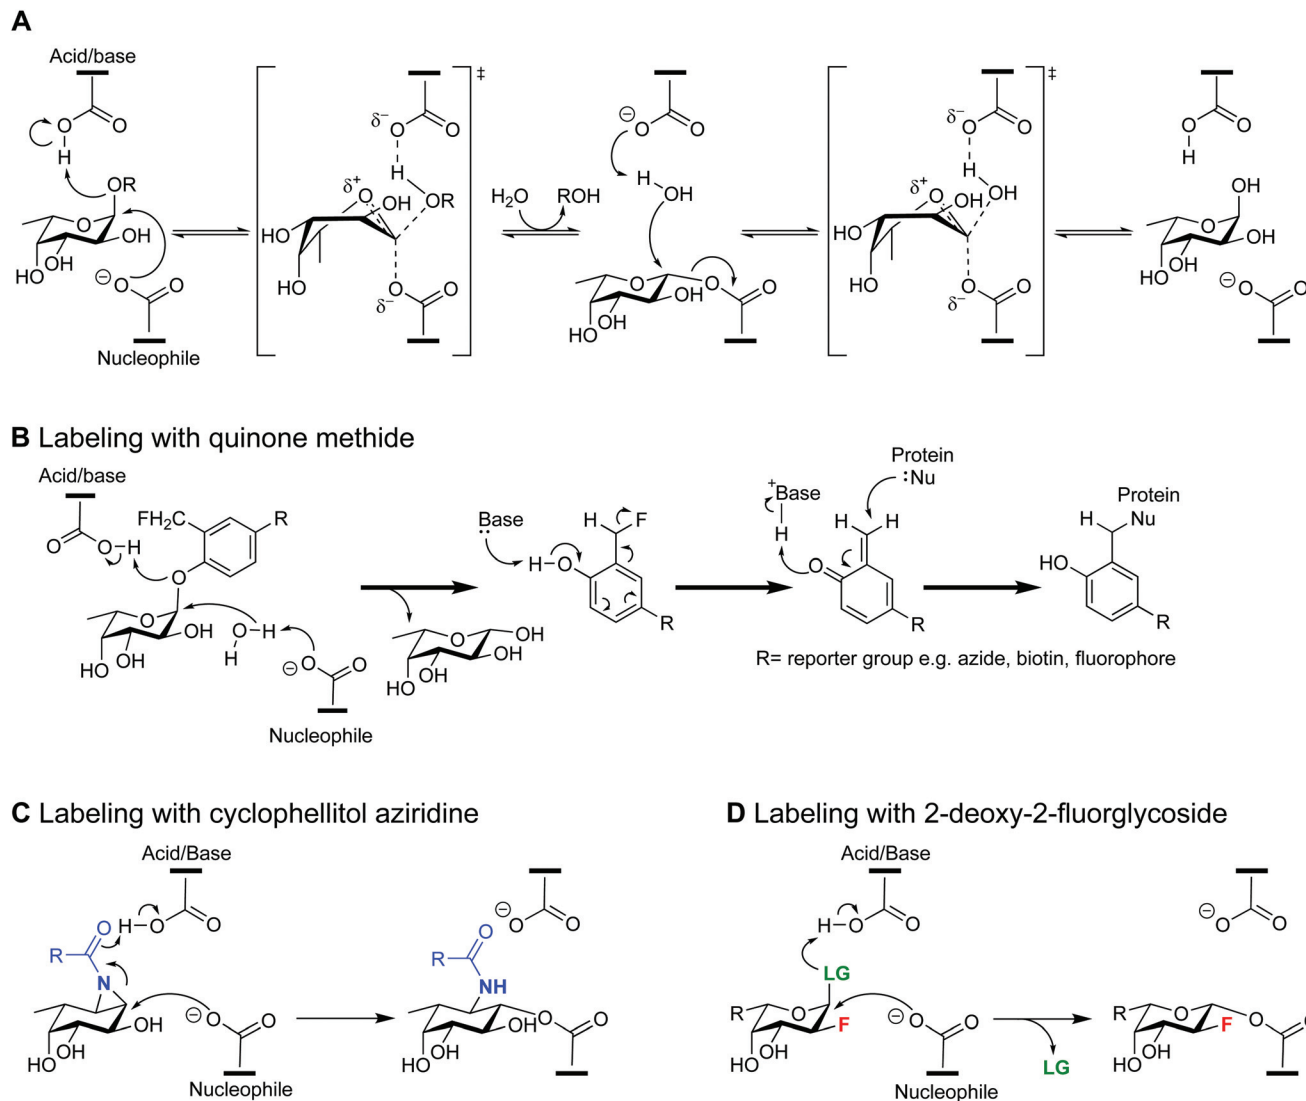 A
Acid/base
O
H
O
OR
O
OH
OH
HO
⊖
O
O
Nucleophile
‡
δ⁻
O
O
H
δ⁺
O
OH
OR
HO
HO
O
O
δ⁻
H₂O
ROH
⊖
O
O
H
OH
O
OH
O
O
OH
HO
‡
δ⁻
O
O
H
δ⁺
O
OH
OH
HO
HO
O
O
δ⁻
O
O
H
OH
O
OH
OH
HO
⊖
O
O
B Labeling with quinone methide
Acid/base
FH₂C
R
O
O-H
O
O
OH
OH
HO
O-H
H
O
O
⊖
Nucleophile
O
OH
OH
OH
HO
Base
:
H
F
H-O
R
⁺Base
H
Protein
:Nu
H
H
O
R
R= reporter group e.g. azide, biotin, fluorophore
Protein
H
Nu
HO
R
C Labeling with cyclophellitol aziridine
Acid/Base
O
H-O
O
R
N
OH
OH
HO
⊖
O
O
Nucleophile
⊖
O
O
O
R
NH
O
O
OH
OH
HO
D Labeling with 2-deoxy-2-fluorglycoside
Acid/Base
H-O
O
LG
R
O
F
OH
HO
⊖
O
O
Nucleophile
LG
⊖
O
O
R
O
O
O
F
OH
HO